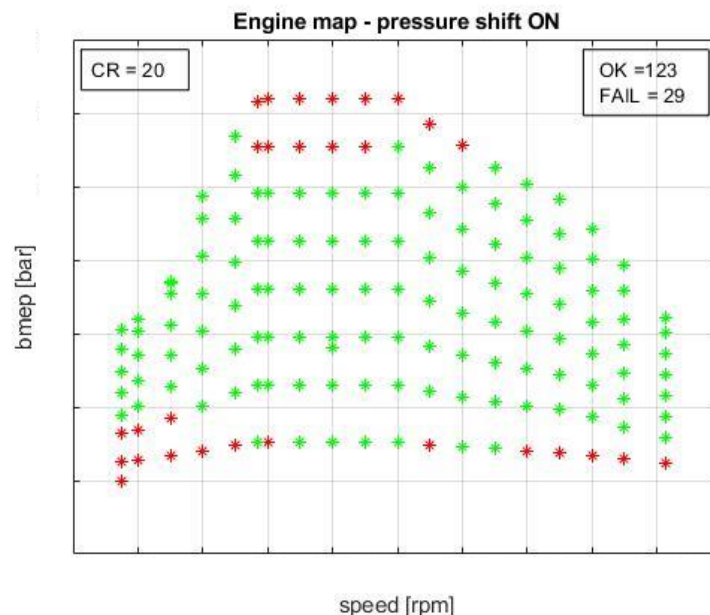 Engine map - pressure shift ON
CR = 20
OK =123
FAIL = 29
bmep [bar]
speed [rpm]